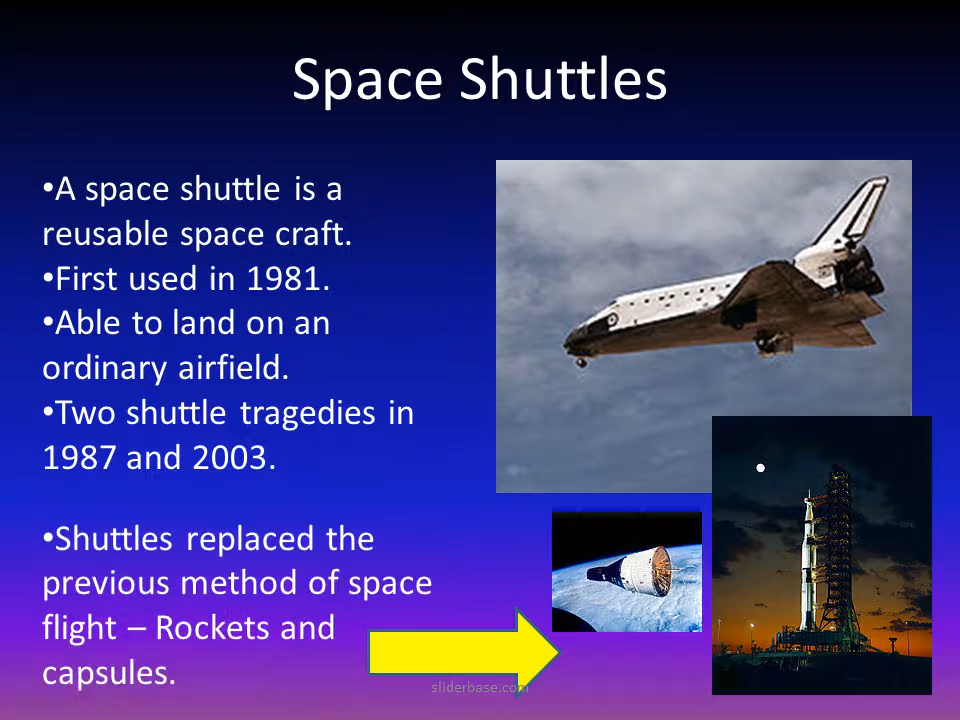 Space Shuttles
•A space shuttle is a
reusable space craft.
•First used in 1981.
•Able to land on an
ordinary airfield.
•Two shuttle tragedies in
1987 and 2003.
•Shuttles replaced the
previous method of space
flight – Rockets and
capsules.
sliderbase.com